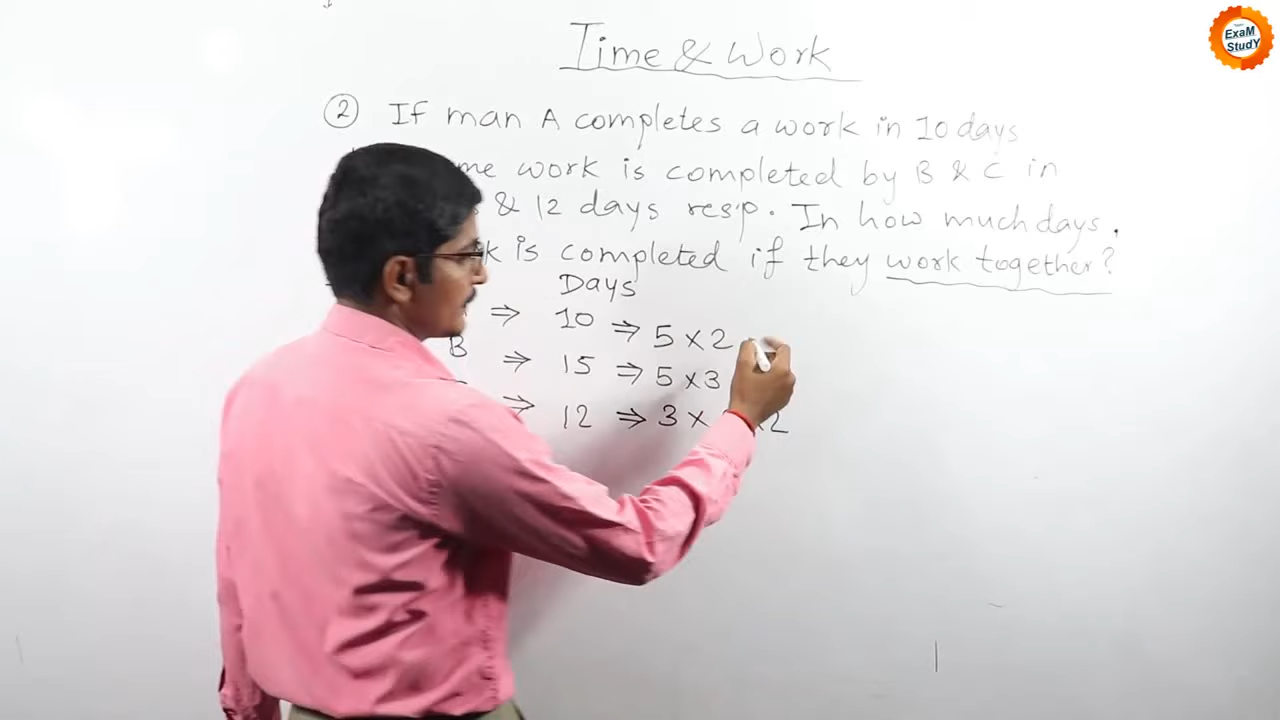 ExaM
StudY
Time & Work
② If man A completes a work in 10 days
work is completed by B & C in
& 12 days resp. In how much days.
is completed if they work together?
Days
⇒ 10 ⇒ 5 × 2
B ⇒ 15 ⇒ 5 × 3
⇒ 12 ⇒ 3 × 2